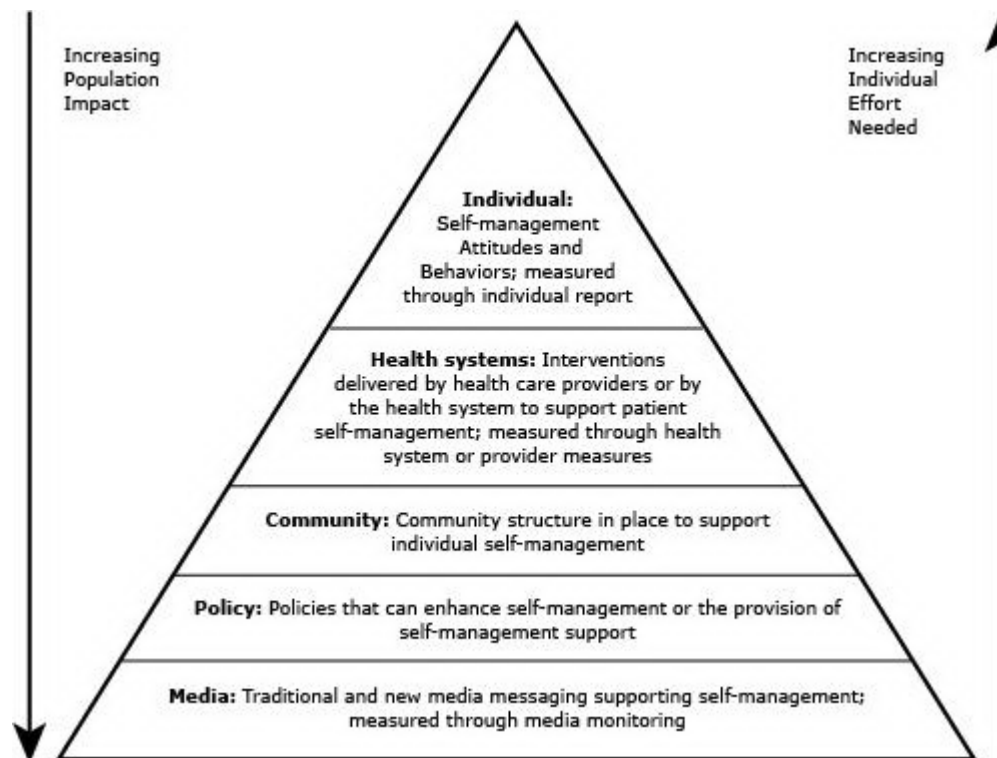 Increasing
Population
Impact
Increasing
Individual
Effort
Needed
Individual:
Self-management
Attitudes and
Behaviors; measured
through individual report
Health systems: Interventions
delivered by health care providers or by
the health system to support patient
self-management; measured through health
system or provider measures
Community: Community structure in place to support
individual self-management
Policy: Policies that can enhance self-management or the provision of
self-management support
Media: Traditional and new media messaging supporting self-management;
measured through media monitoring